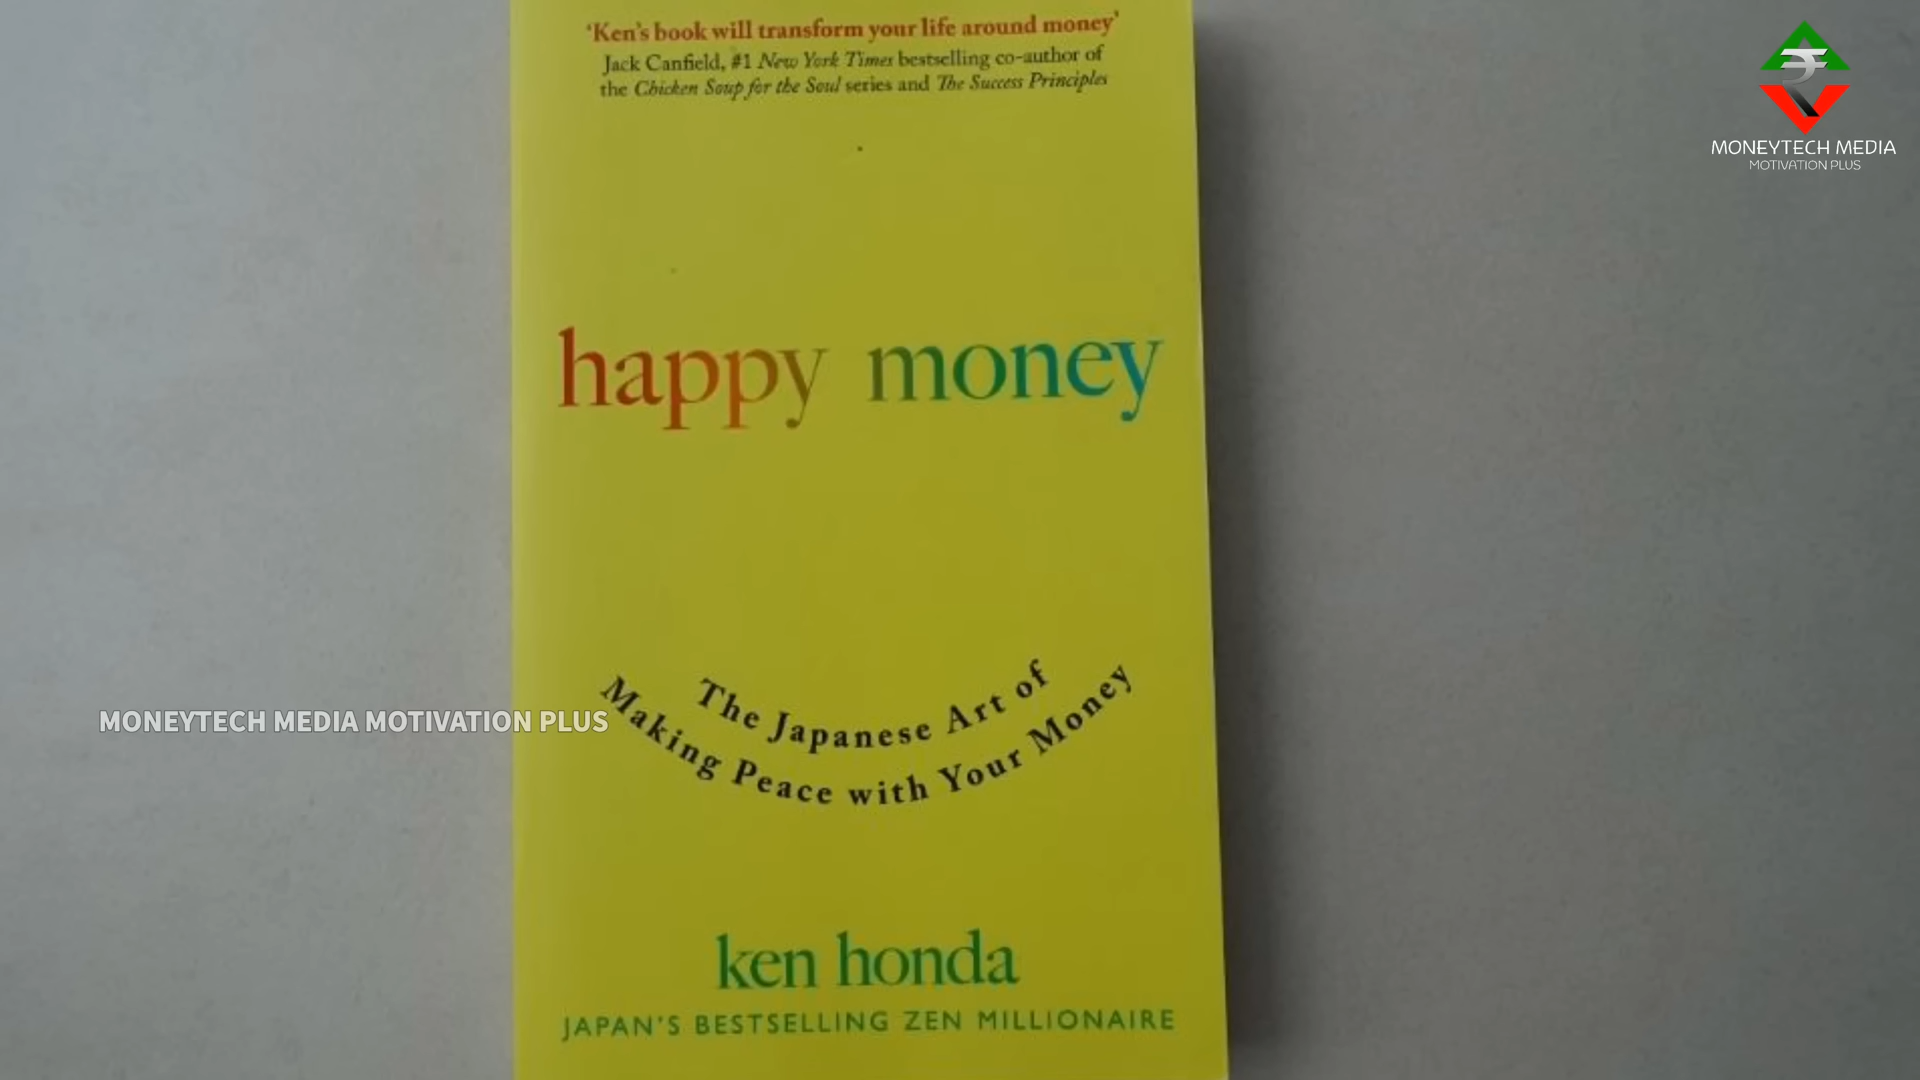 'Ken's book will transform your life around money'
Jack Canfield, #1 New York Times bestselling co-author of
the Chicken Soup for the Soul series and The Success Principles
MONEYTECH MEDIA
MOTIVATION PLUS
happy money
The Japanese Art of
Making Peace with Your Money
MONEYTECH MEDIA MOTIVATION PLUS
ken honda
JAPAN'S BESTSELLING ZEN MILLIONAIRE